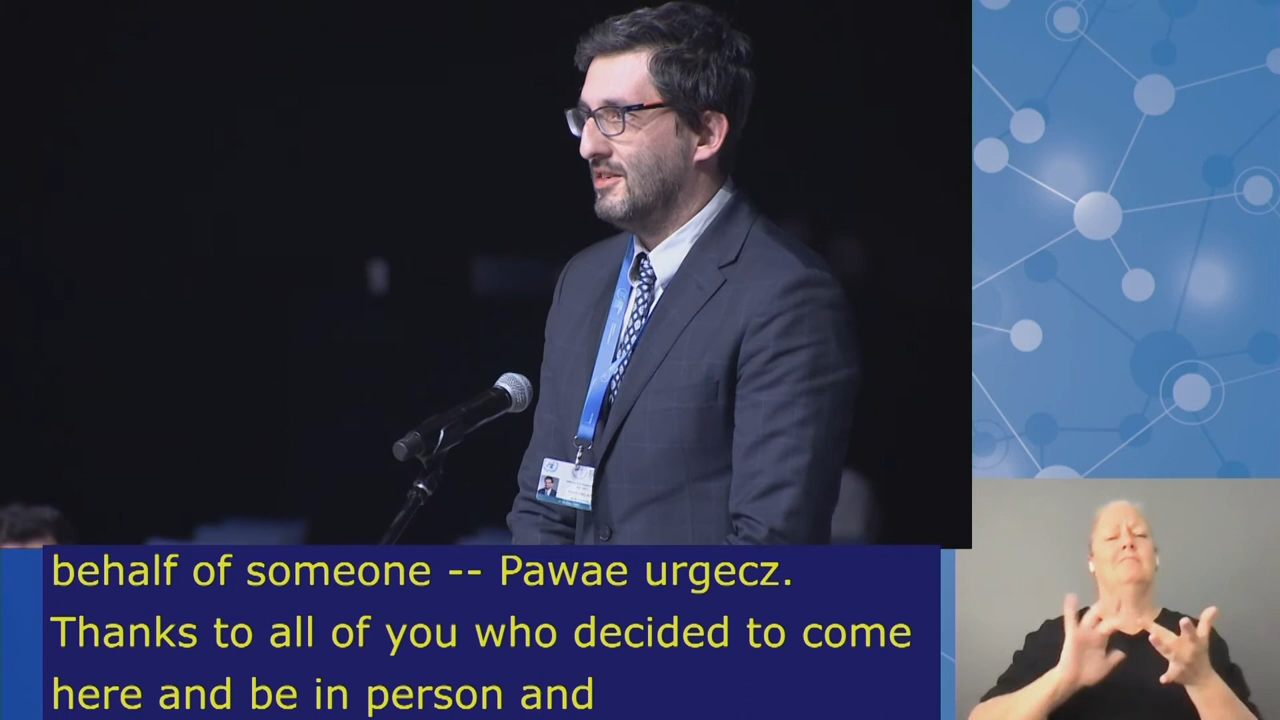 behalf of someone -- Pawae urgecz.
Thanks to all of you who decided to come
here and be in person and